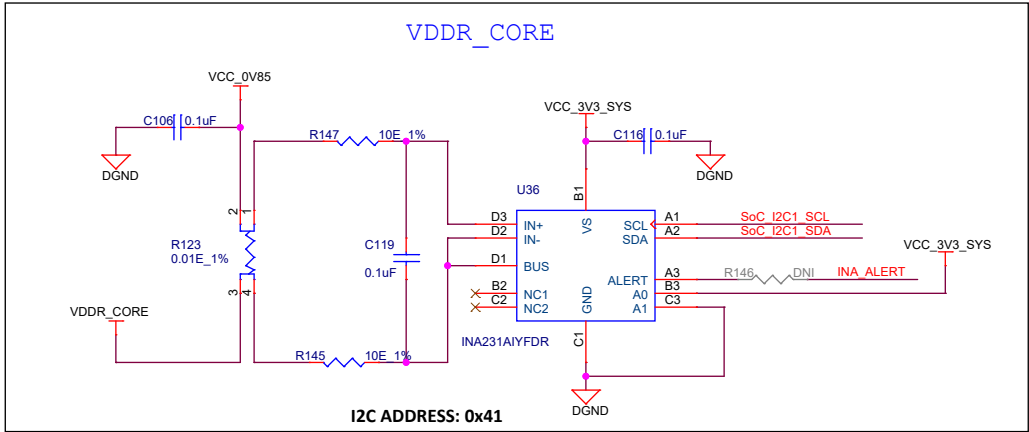 VDDR_CORE
VCC_0V85
VCC_3V3_SYS
C106 0.1uF
R147 10E_1%
C116 0.1uF
DGND
DGND
U36
B1
2
1
D3 IN+
VS
SCL A1 SoC_I2C1_SCL
D2 IN-
SDA A2 SoC_I2C1_SDA
R123
0.01E_1%
C119
0.1uF
D1 BUS
VCC_3V3_SYS
ALERT A3 R146 DNI INA_ALERT
B2 NC1
A0 B3
C2 NC2
GND
A1 C3
3
4
VDDR_CORE
C1
INA231AIYFDR
R145 10E_1%
DGND
I2C ADDRESS: 0x41